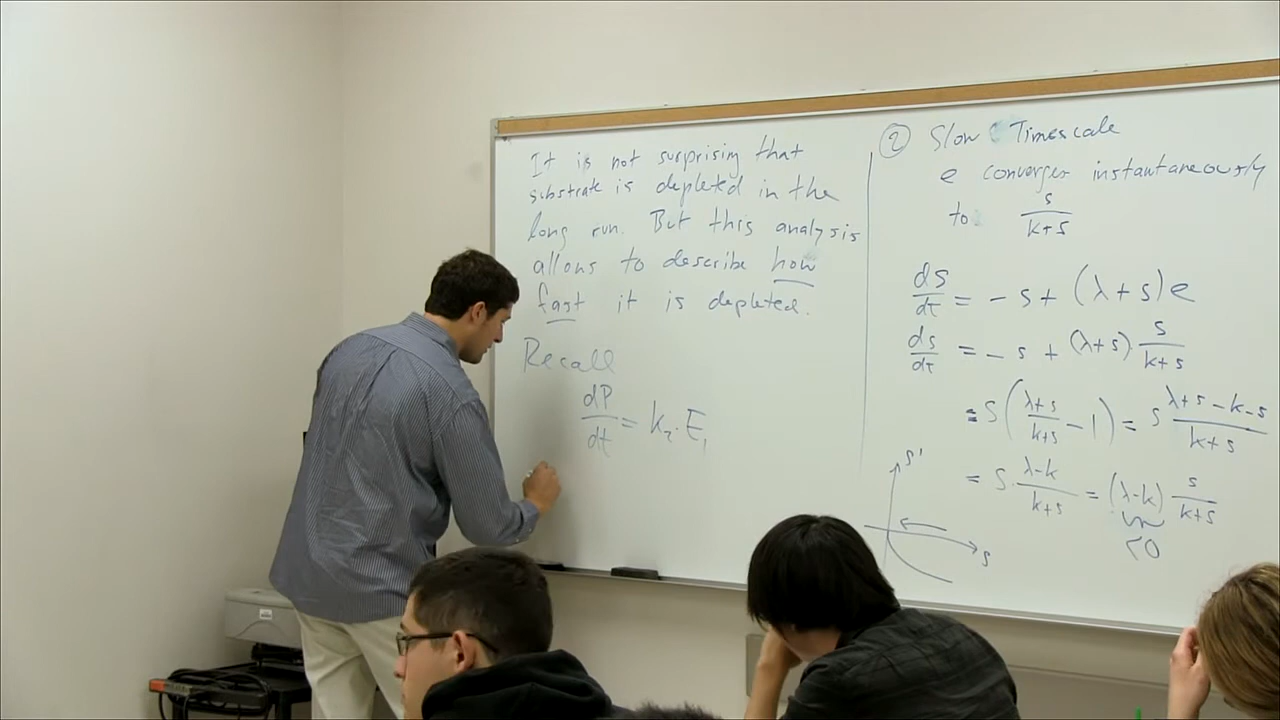 It is not surprising that
substrate is depleted in the
long run. But this analysis
allows to describe how
fast it is depleted.
Recall
dP/dt = k₂·E₁
② Slow Timescale
e converges instantaneously
to s/(k+s)
ds/dt = -s + (λ+s)e
ds/dt = -s + (λ+s)·s/(k+s)
= s((λ+s)/(k+s) - 1) = s (λ+s-k-s)/(k+s)
= s·(λ-k)/(k+s) = (λ-k) s/(k+s)
<0
s'
s